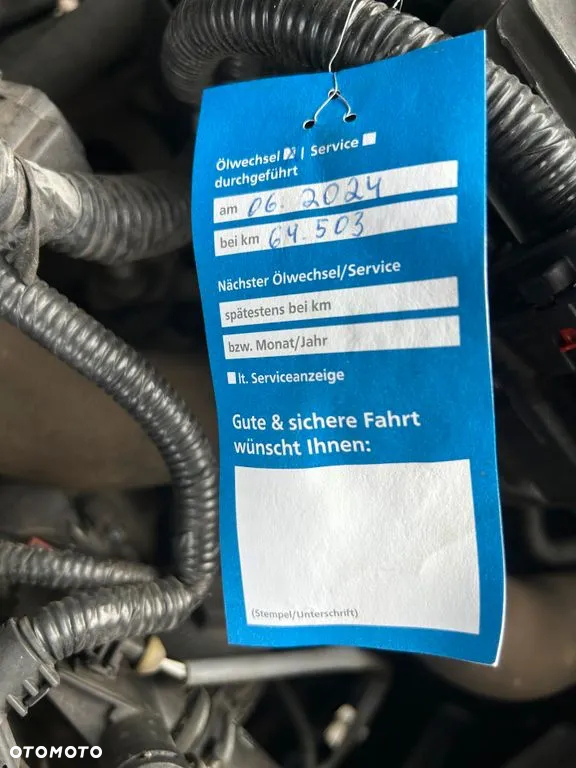 Ölwechsel | Service
durchgeführt
am 06.2024
bei km 64.503
Nächster Ölwechsel/Service
spätestens bei km
bzw. Monat/Jahr
lt. Serviceanzeige
Gute & sichere Fahrt
wünscht Ihnen:
(Stempel/Unterschrift)
OTOMOTO